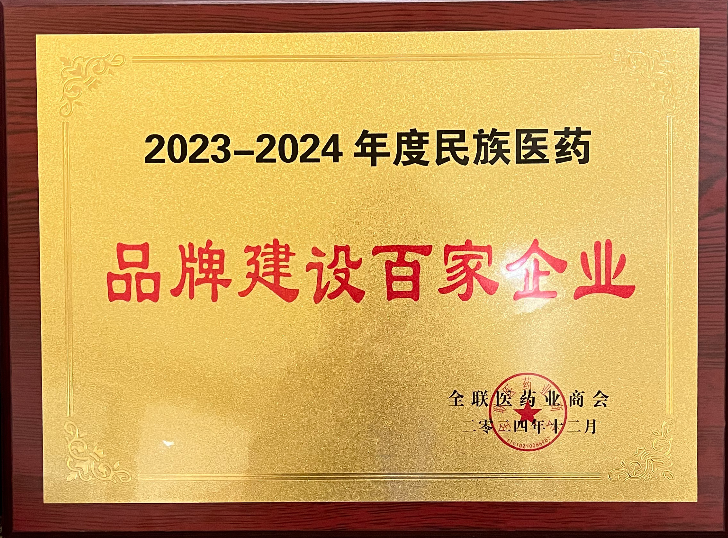 2023-2024 年度民族医药
品牌建设百家企业
全联医药业商会
二零二四年十二月